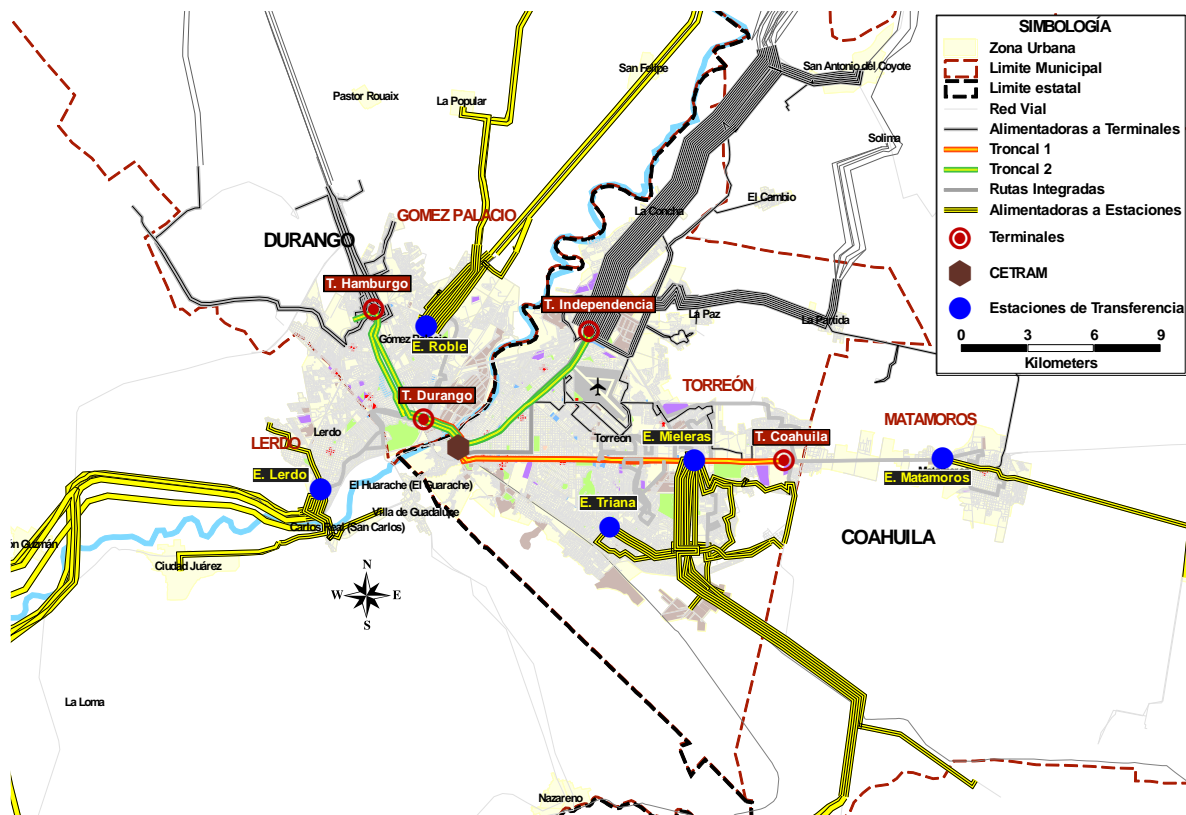 SIMBOLOGÍA
Zona Urbana
Limite Municipal
Limite estatal
Red Vial
Alimentadoras a Terminales
Troncal 1
Troncal 2
Rutas Integradas
Alimentadoras a Estaciones
Terminales
CETRAM
Estaciones de Transferencia
0 3 6 9
Kilometers
San Antonio del Coyote
San Felipe
Pastor Rouaix
La Popular
Solima
El Cambio
La Concha
GOMEZ PALACIO
DURANGO
T. Hamburgo
T. Independencia
La Paz
La Partida
Gómez
E. Roble
TORREÓN
T. Durango
MATAMOROS
Lerdo
LERDO
Torreón
E. Mieleras
T. Coahuila
E. Lerdo
E. Matamoros
El Huarache (El Guarache)
E. Triana
Villa de Guadalupe
Carlos Real (San Carlos)
COAHUILA
Guzmán
Ciudad Juárez
N
W E
S
La Loma
Nazareno